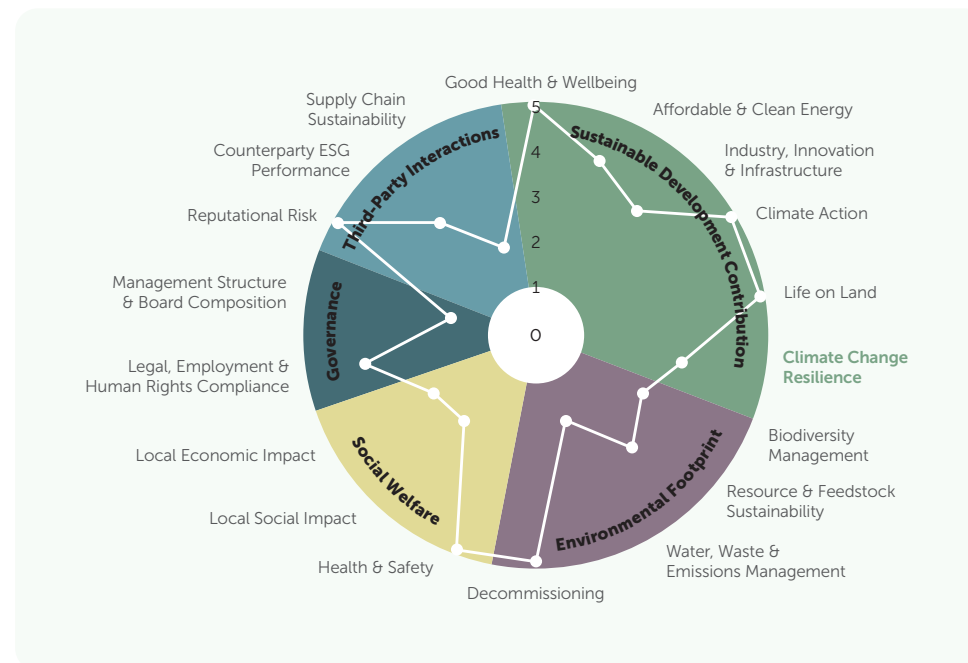 Good Health & Wellbeing
Affordable & Clean Energy
Industry, Innovation
& Infrastructure
Climate Action
Life on Land
Climate Change
Resilience
Biodiversity
Management
Resource & Feedstock
Sustainability
Water, Waste &
Emissions Management
Decommissioning
Health & Safety
Local Social Impact
Local Economic Impact
Legal, Employment &
Human Rights Compliance
Management Structure
& Board Composition
Reputational Risk
Counterparty ESG
Performance
Supply Chain
Sustainability
Sustainable Development Contribution
Environmental Footprint
Social Welfare
Governance
Third-Party Interactions
5
4
3
2
1
0